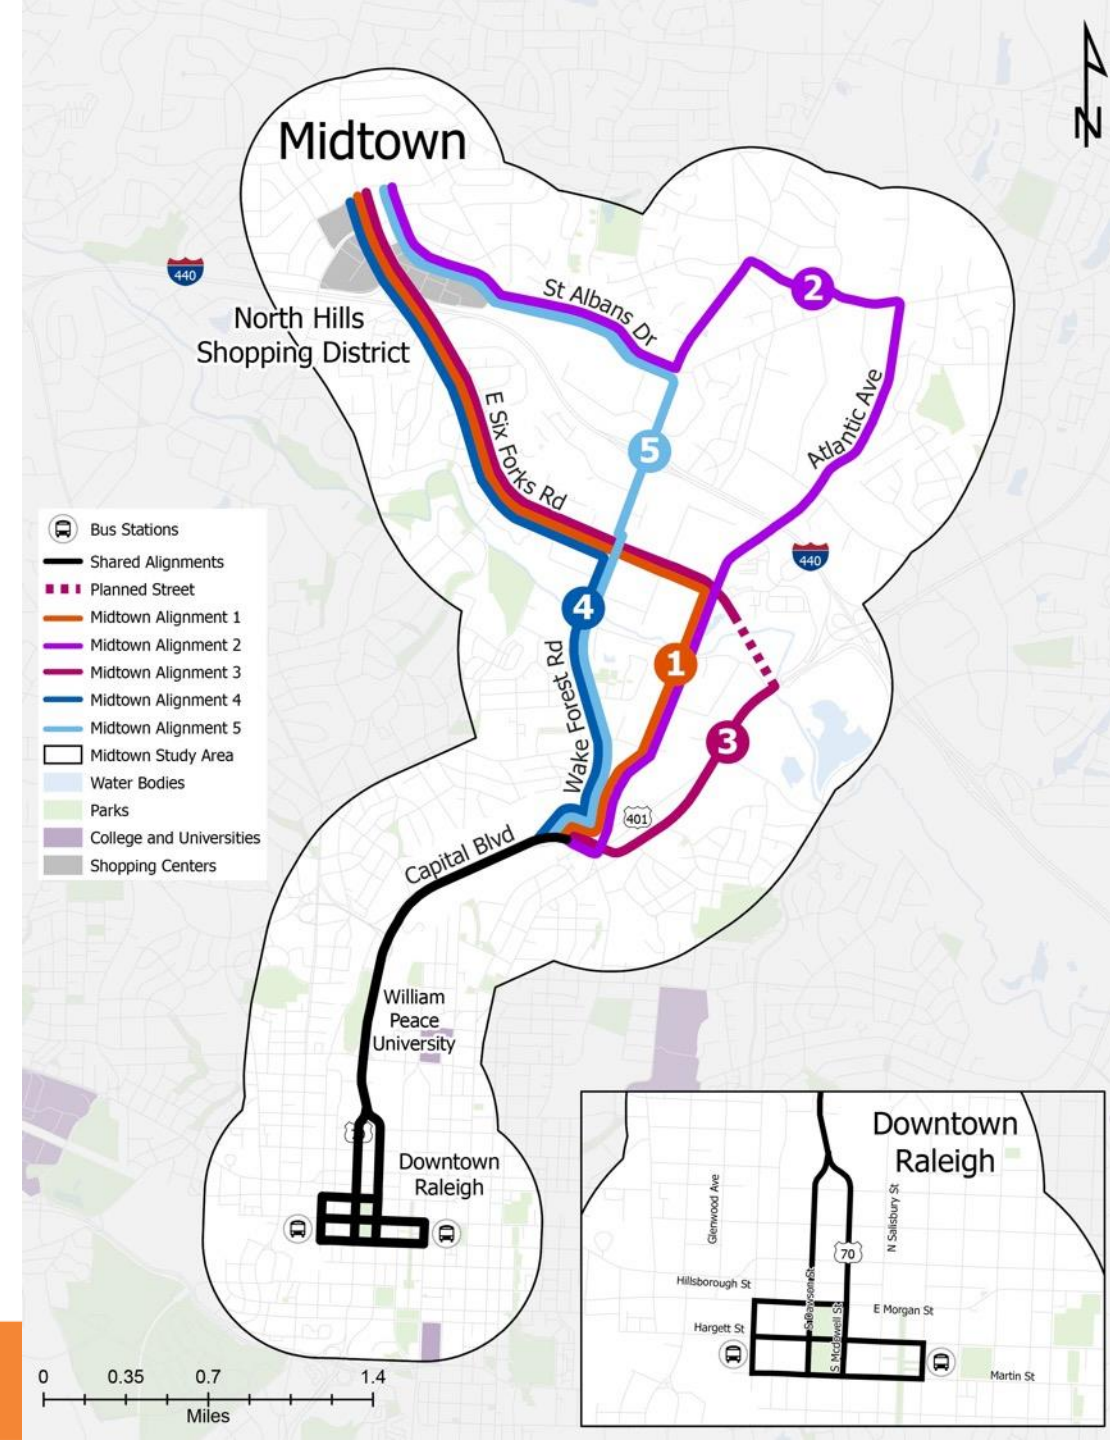 N
Midtown
440
North Hills
Shopping District
St Albans Dr
2
Atlantic Ave
E Six Forks Rd
5
440
4
1
Wake Forest Rd
3
401
Capital Blvd
Bus Stations
Shared Alignments
Planned Street
Midtown Alignment 1
Midtown Alignment 2
Midtown Alignment 3
Midtown Alignment 4
Midtown Alignment 5
Midtown Study Area
Water Bodies
Parks
College and Universities
Shopping Centers
William
Peace
University
Downtown
Raleigh
0 0.35 0.7 1.4
Miles
Downtown
Raleigh
Glenwood Ave
N Salisbury St
70
Hillsborough St
S Dawson St
E Morgan St
Hargett St
S Mcdowell St
Martin St